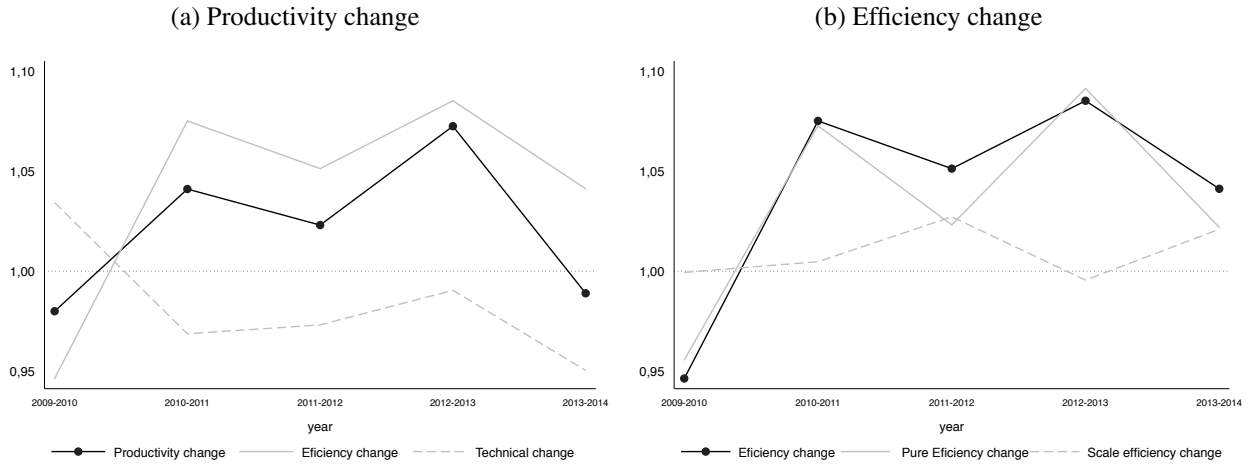 (a) Productivity change
1,10
1,05
1,00
0,95
2009-2010
2010-2011
2011-2012
2012-2013
2013-2014
year
Productivity change
Eficiency change
Technical change
(b) Efficiency change
1,10
1,05
1,00
0,95
2009-2010
2010-2011
2011-2012
2012-2013
2013-2014
year
Eficiency change
Pure Eficiency change
Scale efficiency change